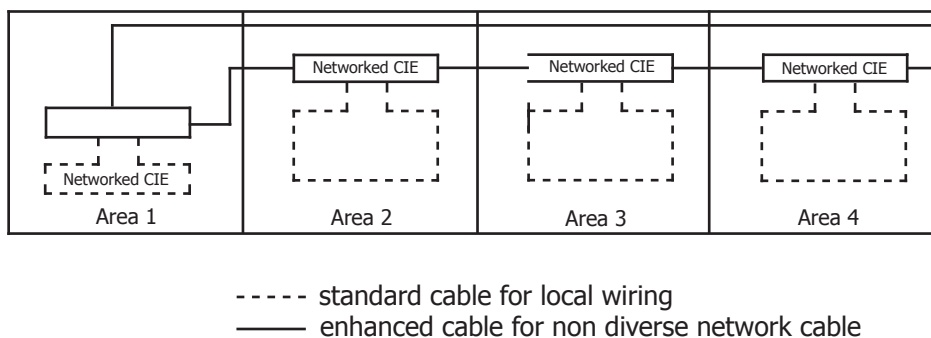 Networked CIE
Networked CIE
Networked CIE
Networked CIE
Area 1
Area 2
Area 3
Area 4
standard cable for local wiring
enhanced cable for non diverse network cable